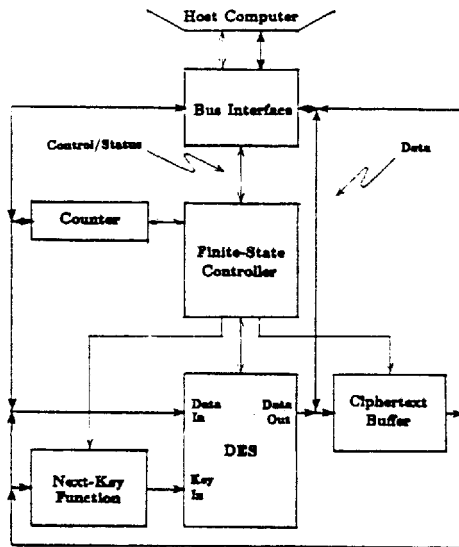 Host Computer
Bus Interface
Control/Status
Data
Counter
Finite-State
Controller
Data
In
Data
Out
DES
Ciphertext
Buffer
Key
In
Next-Key
Function